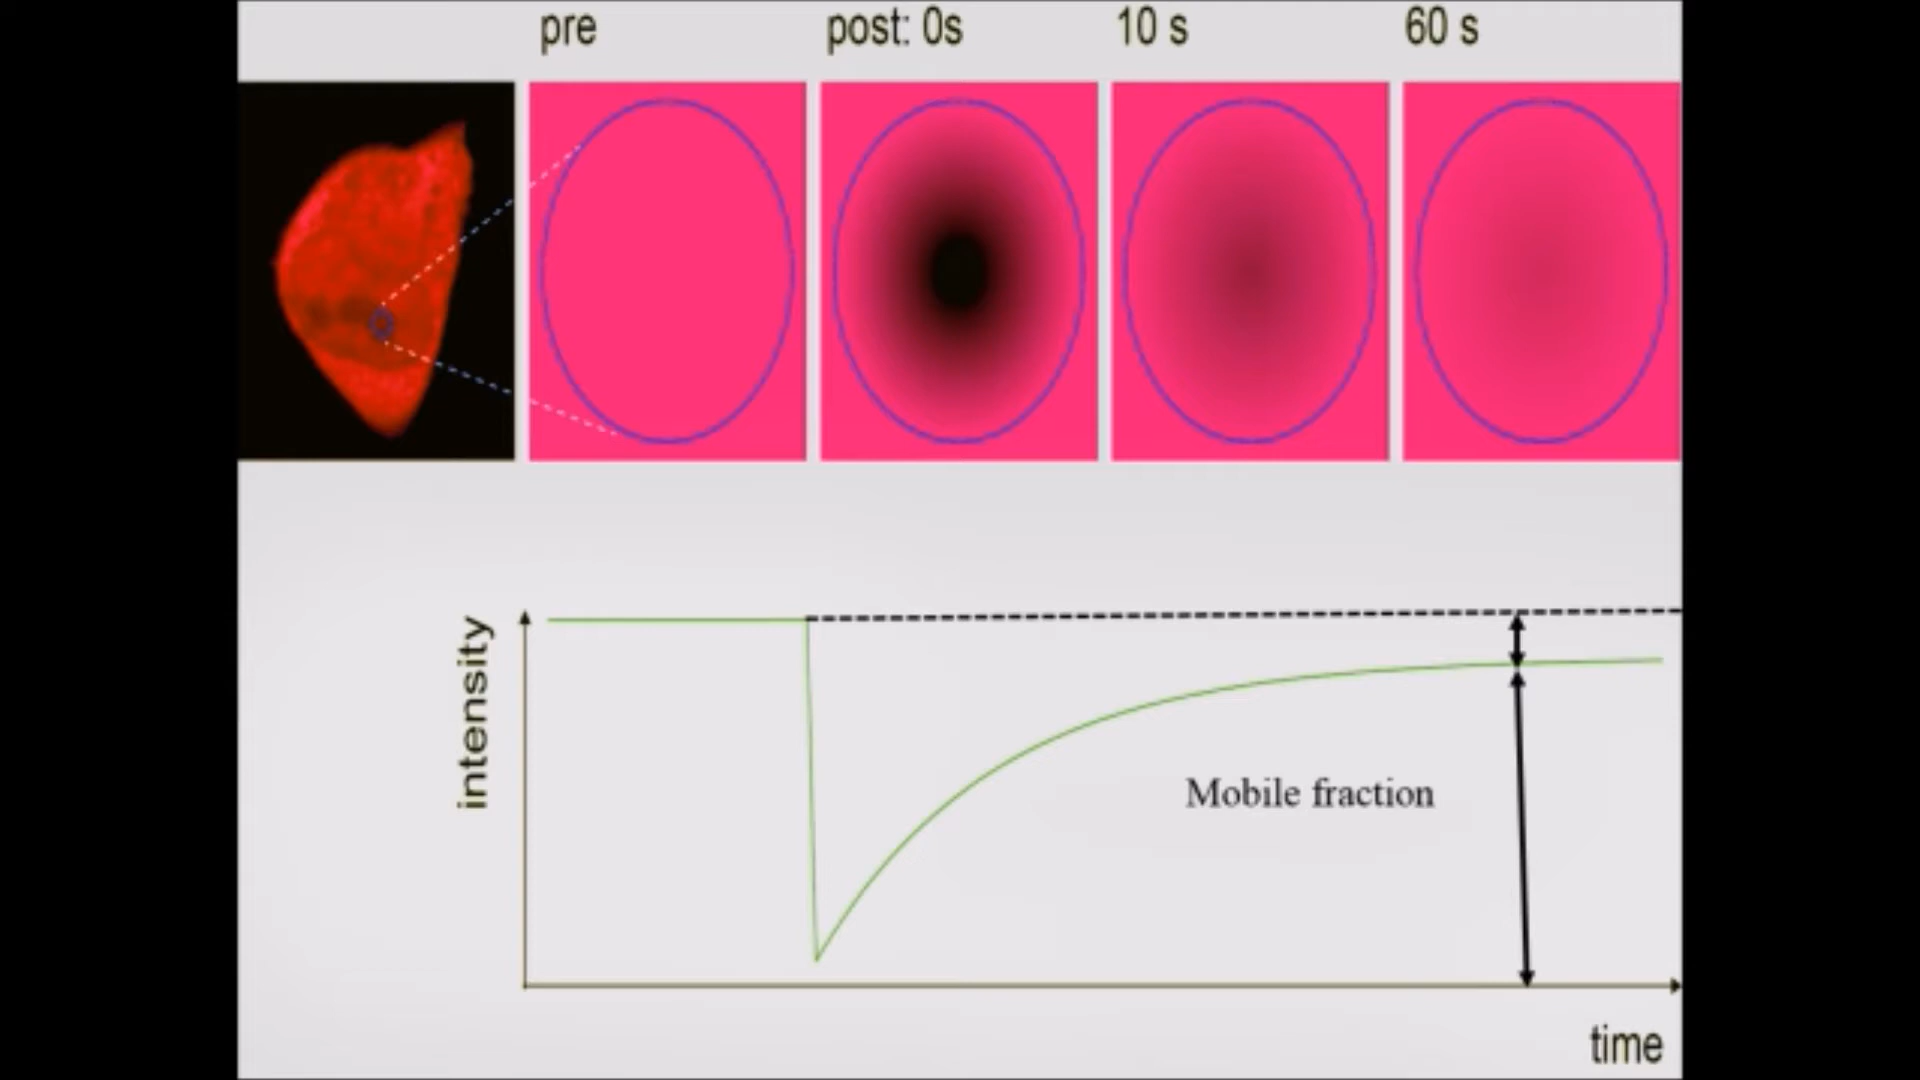 pre
post: 0s
10 s
60 s
intensity
Mobile fraction
time